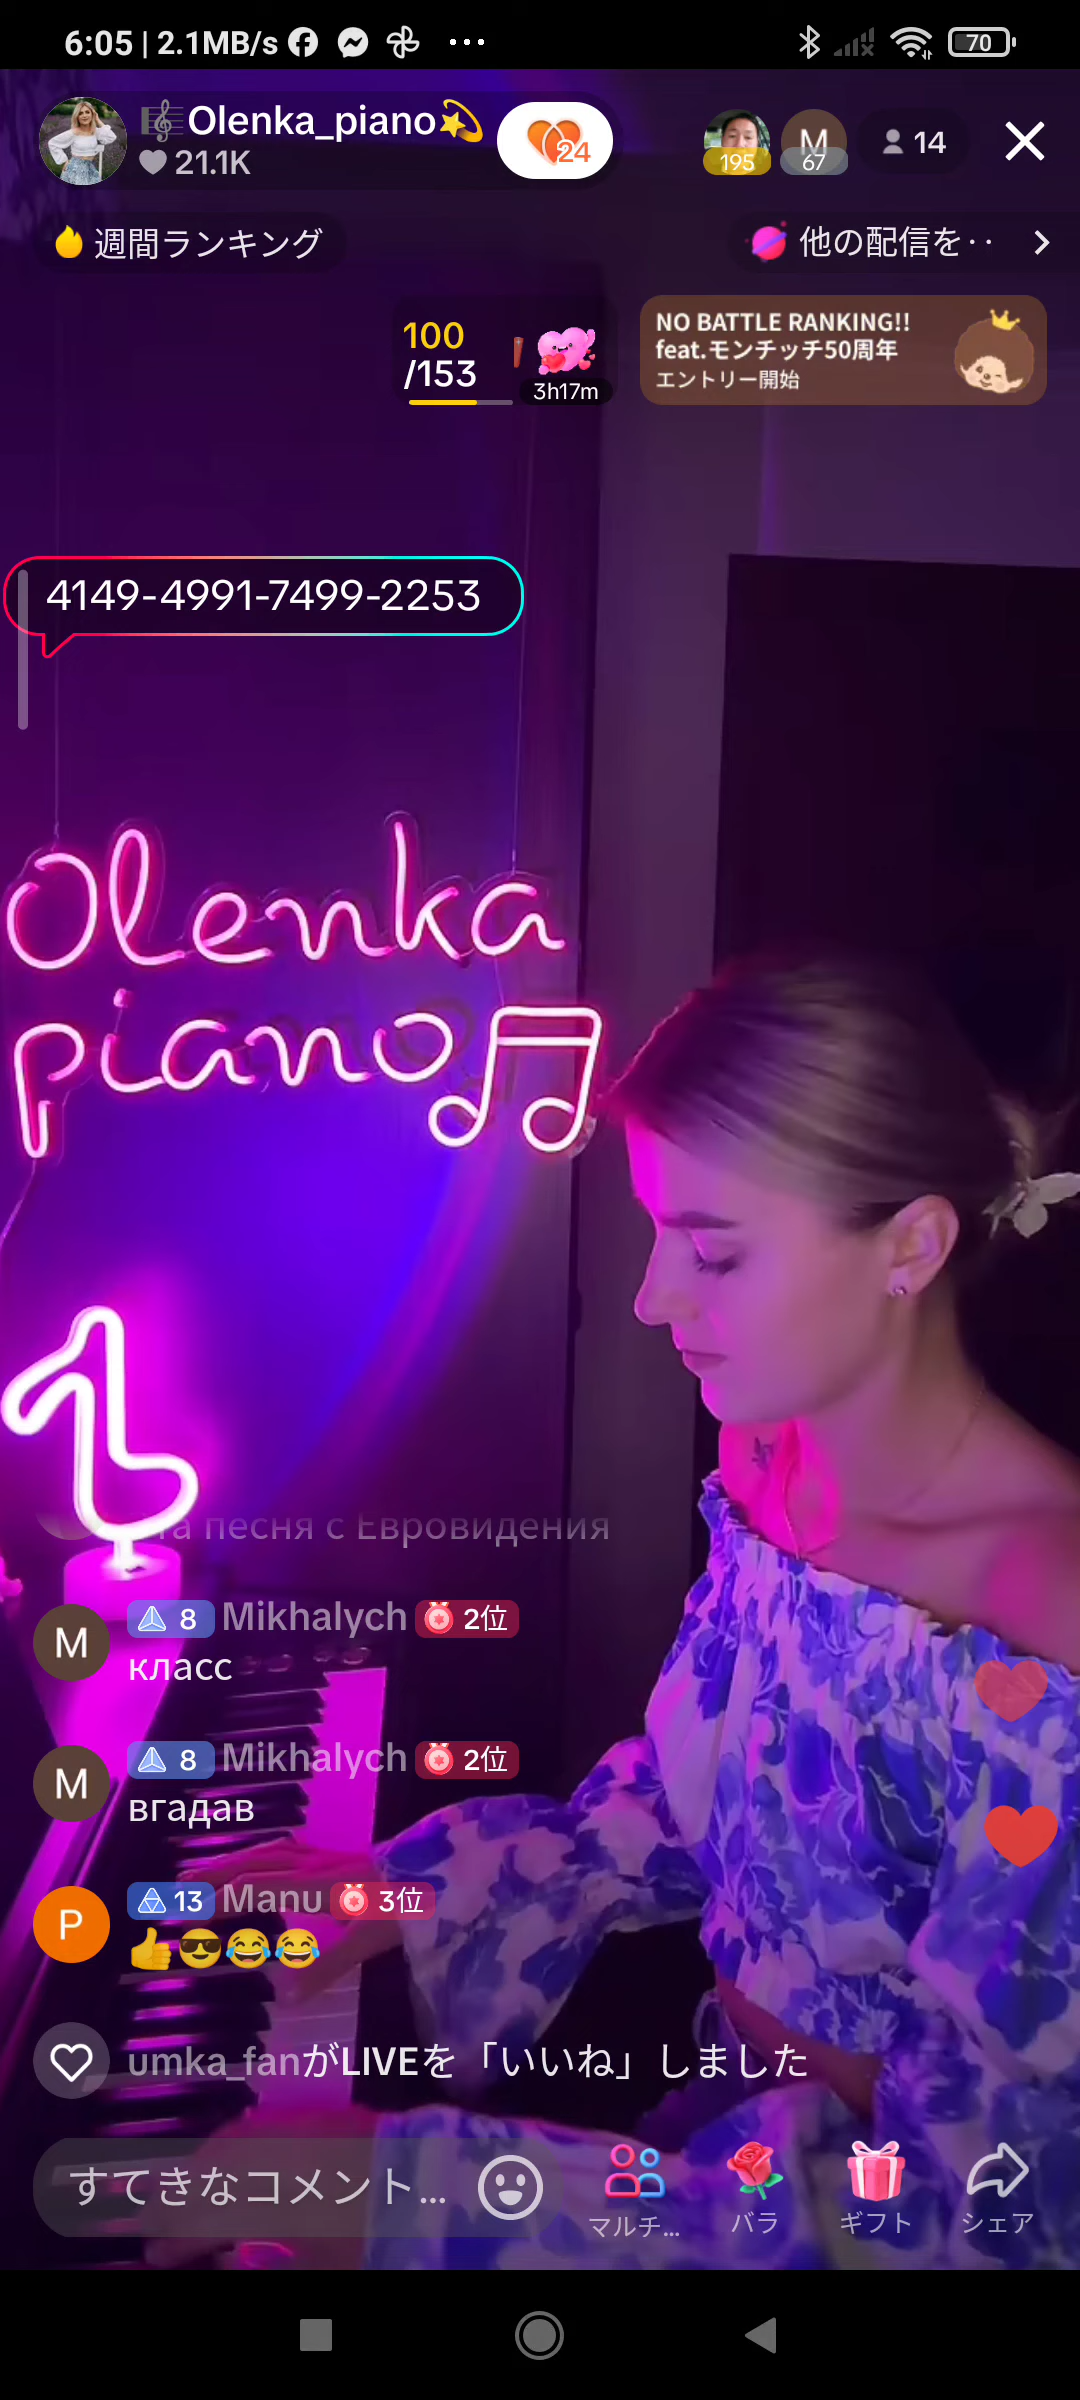 6:05 | 2.1MB/s
70
Olenka_piano
21.1K
24
195
M
67
14
週間ランキング
他の配信を‥
100
/153
3h17m
NO BATTLE RANKING!!
feat.モンチッチ50周年
エントリー開始
4149-4991-7499-2253
Olenka
piano
песня с Евровидения
M
8 Mikhalych 2位
класс
M
8 Mikhalych 2位
вгадав
P
13 Manu 3位
👍😎😂😂
umka_fanがLIVEを「いいね」しました
すてきなコメント...
マルチ...
バラ
ギフト
シェア